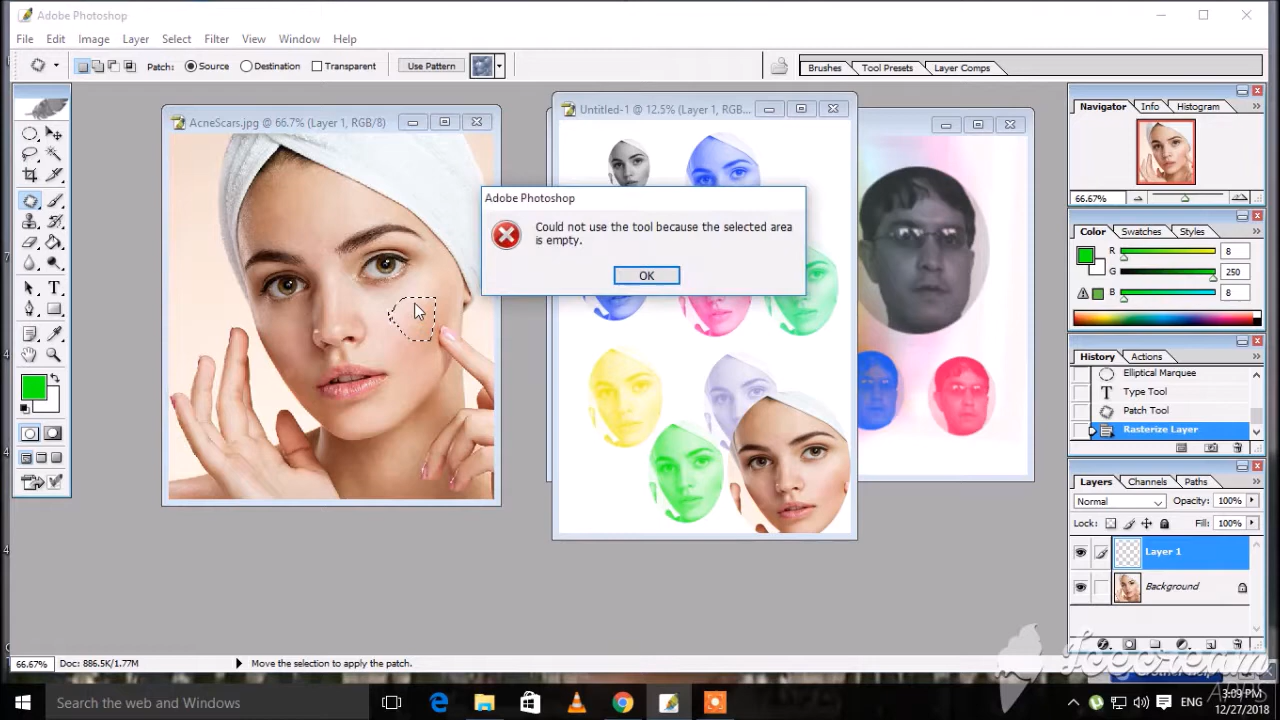 Adobe Photoshop
File Edit Image Layer Select Filter View Window Help
Patch: Source Destination Transparent Use Pattern
Brushes Tool Presets Layer Comps
AcneScars.jpg @ 66.7% (Layer 1, RGB/8)
Untitled-1 @ 12.5% (Layer 1, RGB...
Adobe Photoshop
Could not use the tool because the selected area
is empty.
OK
Navigator Info Histogram
66.67%
Color Swatches Styles
R 8
G 250
B 8
History Actions
Elliptical Marquee
Type Tool
Patch Tool
Rasterize Layer
Layers Channels Paths
Normal Opacity: 100%
Lock: Fill: 100%
Layer 1
Background
66.67% Doc: 886.5K/1.77M Move the selection to apply the patch.
Icecream
Apps
Search the web and Windows
ENG
3:09 PM
12/27/2018